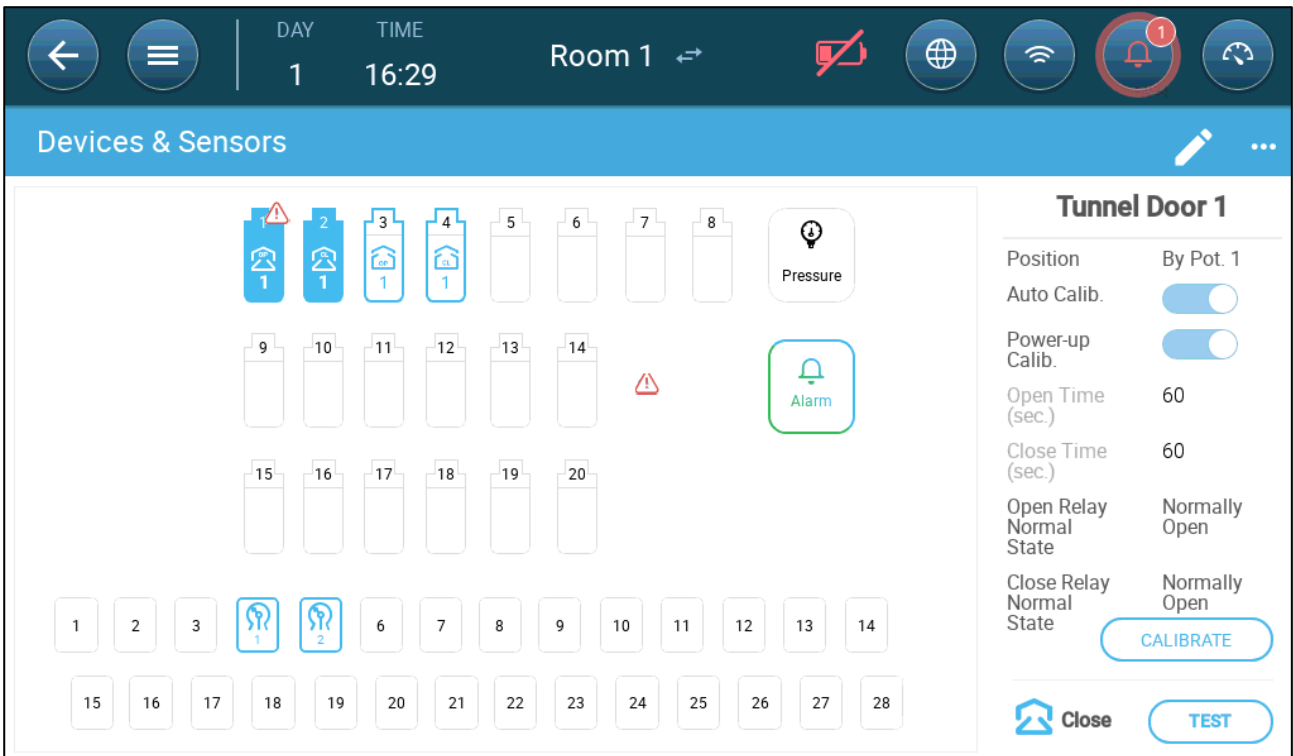 DAY TIME
1 16:29
Room 1
1
Devices & Sensors
1 2 3 4 5 6 7 8
OP CL OP CL
1 1 1 1
Pressure
9 10 11 12 13 14
Alarm
15 16 17 18 19 20
1 2 3 1 2 6 7 8 9 10 11 12 13 14
15 16 17 18 19 20 21 22 23 24 25 26 27 28
Tunnel Door 1
Position By Pot. 1
Auto Calib.
Power-up
Calib.
Open Time 60
(sec.)
Close Time 60
(sec.)
Open Relay Normally
Normal Open
State
Close Relay Normally
Normal Open
State
CALIBRATE
Close TEST